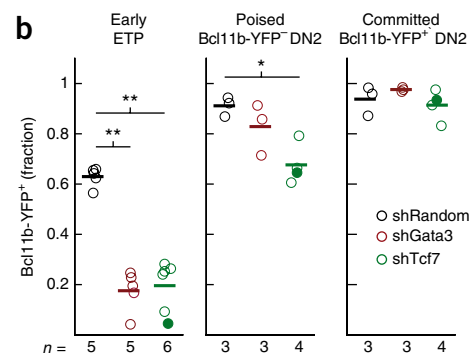 b
Early
ETP
Poised
Bcl11b-YFP⁻ DN2
Committed
Bcl11b-YFP⁺ DN2
Bcl11b-YFP⁺ (fraction)
1
0.8
0.6
0.4
0.2
**
**
*
shRandom
shGata3
shTcf7
n = 5 5 6 3 3 4 3 3 4